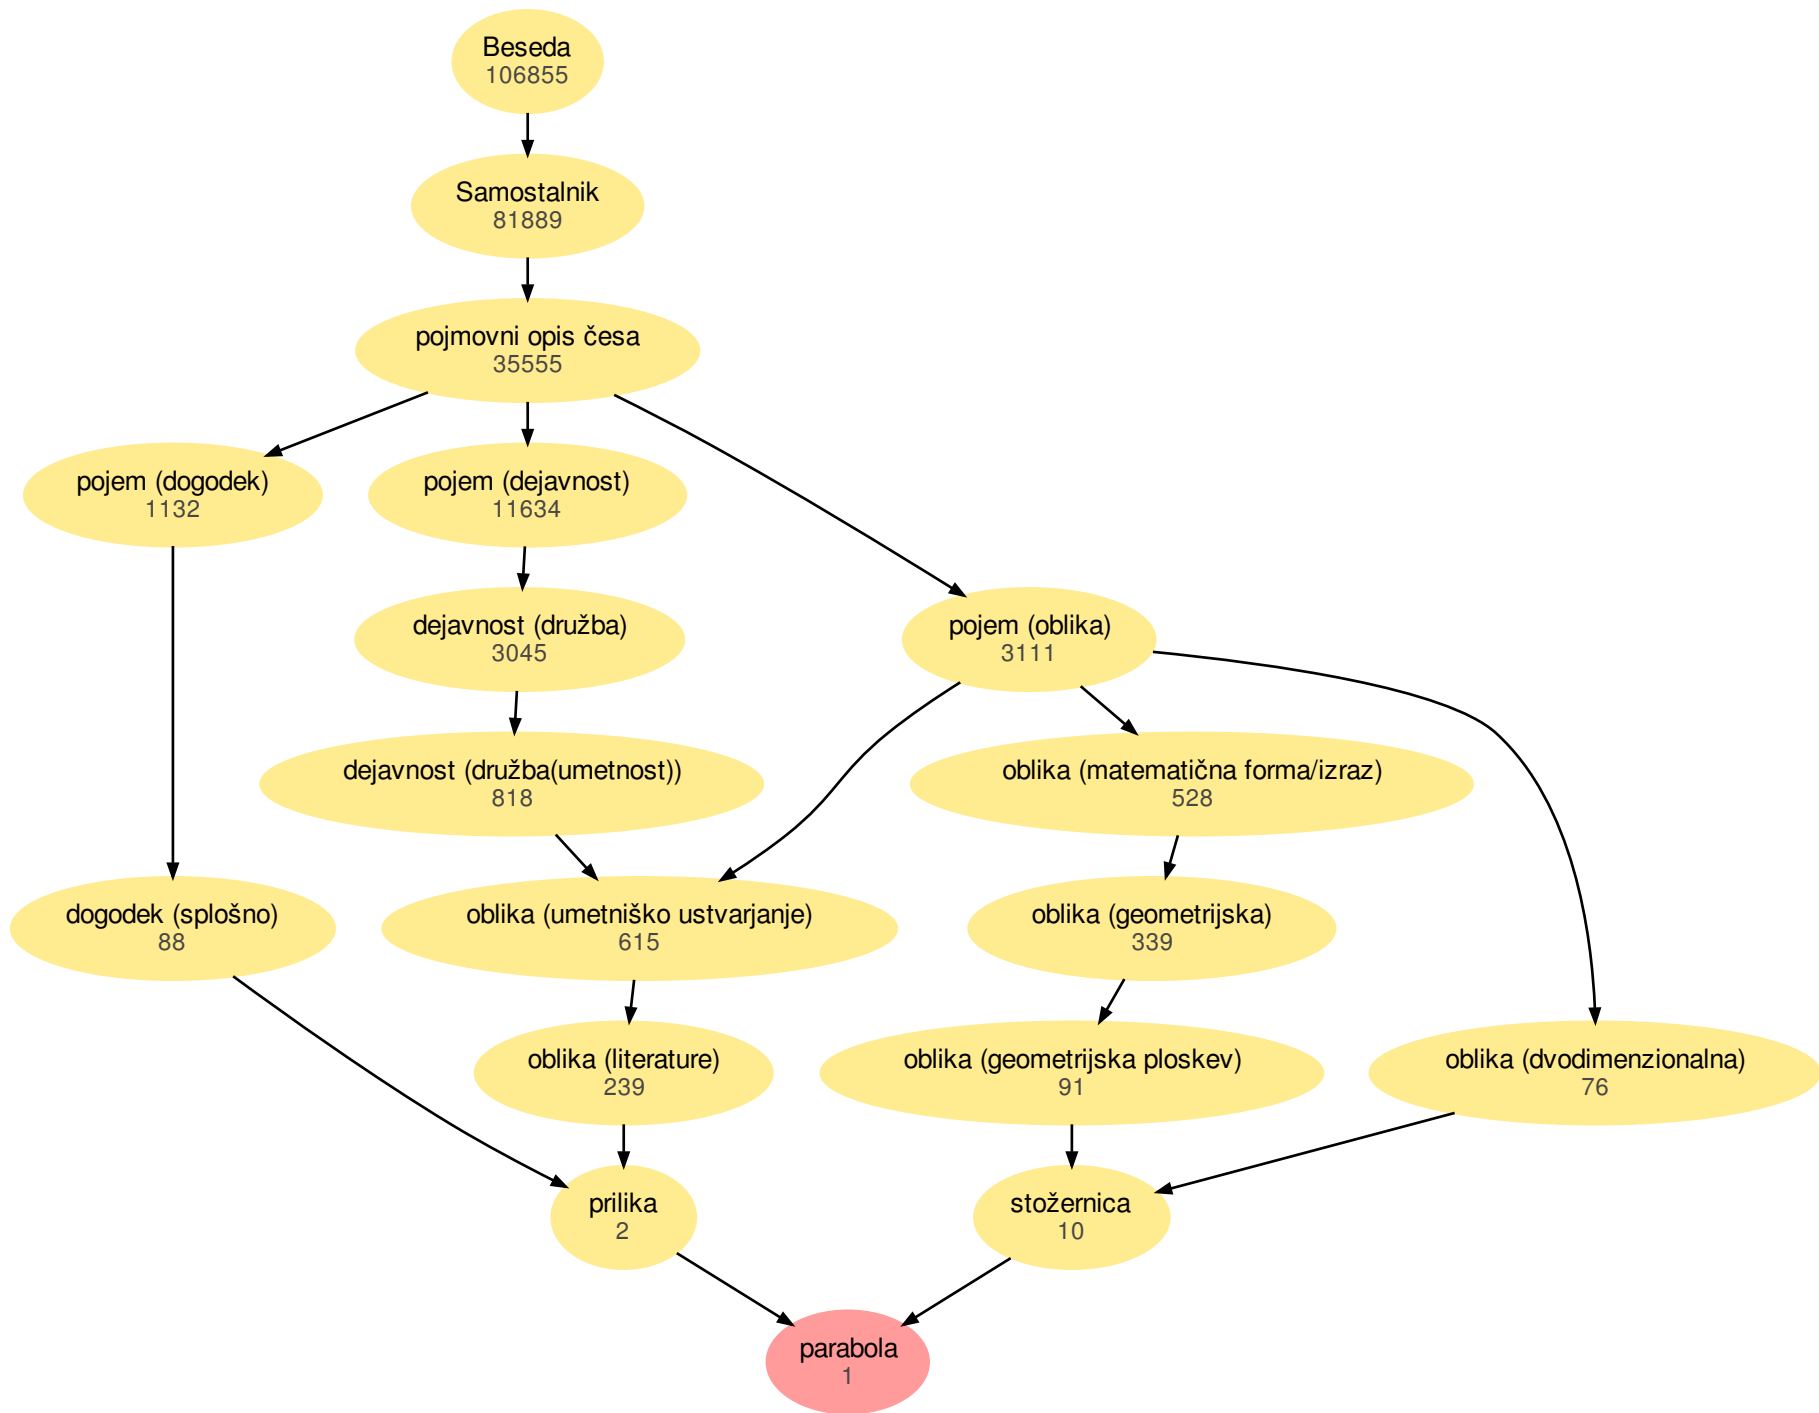 Beseda
106855
Samostalnik
81889
pojmovni opis česa
35555
pojem (dogodek)
1132
pojem (dejavnost)
11634
dejavnost (družba)
3045
pojem (oblika)
3111
dejavnost (družba(umetnost))
818
oblika (matematična forma/izraz)
528
dogodek (splošno)
88
oblika (umetniško ustvarjanje)
615
oblika (geometrijska)
339
oblika (literature)
239
oblika (geometrijska ploskev)
91
oblika (dvodimenzionalna)
76
prilika
2
stožernica
10
parabola
1